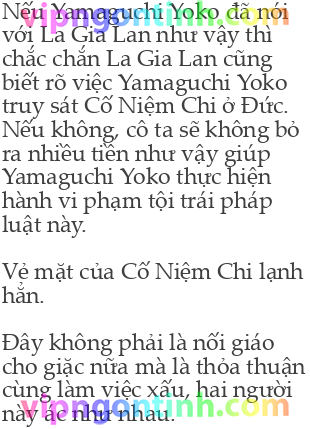 Nếu Yamaguchi Yoko đã nói
với La Gia Lan như vậy thì
chắc chắn La Gia Lan cũng
biết rõ việc Yamaguchi Yoko
truy sát Cố Niệm Chi ở Đức.
Nếu không, cô ta sẽ không bỏ
ra nhiều tiền như vậy giúp
Yamaguchi Yoko thực hiện
hành vi phạm tội trái pháp
luật này.
Vẻ mặt của Cố Niệm Chi lạnh
hẳn.
Đây không phải là nối giáo
cho giặc nữa mà là thỏa thuận
cùng làm việc xấu, hai người
này ác như nhau.
vipngontinh.com
vipngontinh.com